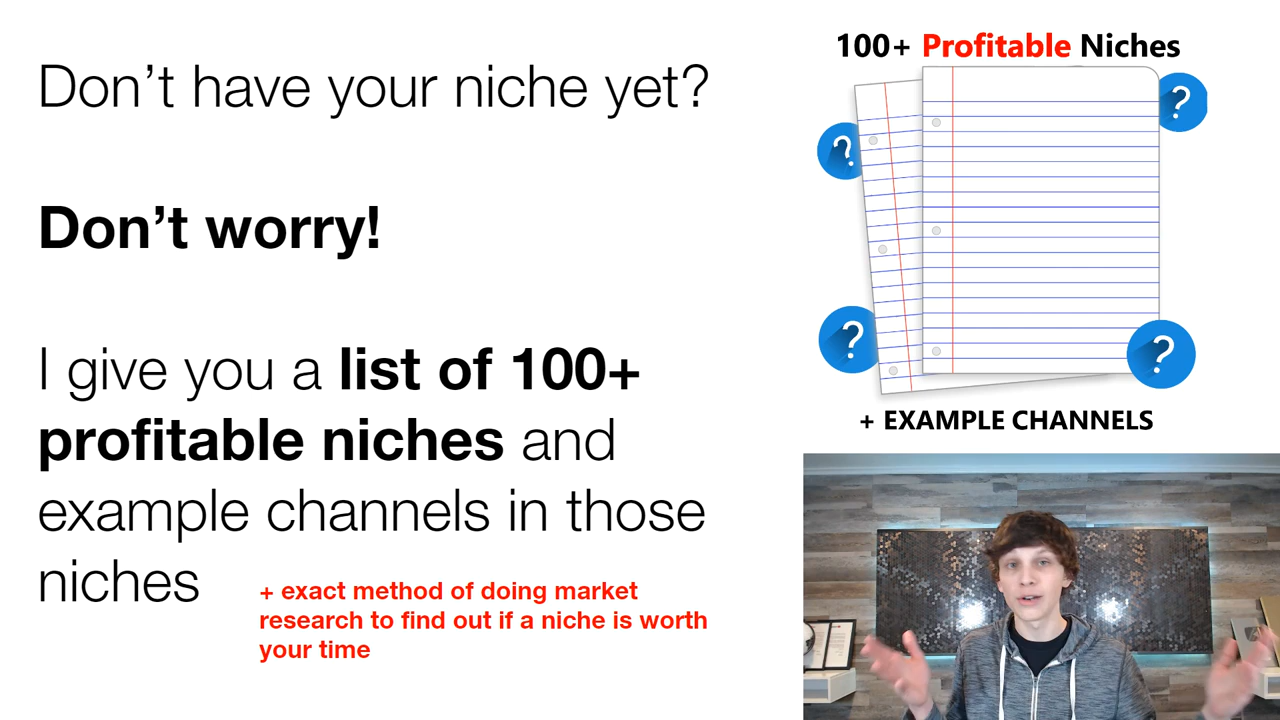 Don’t have your niche yet?
Don’t worry!
I give you a list of 100+
profitable niches and
example channels in those
niches
+ exact method of doing market
research to find out if a niche is worth
your time
100+ Profitable Niches
?
?
?
?
+ EXAMPLE CHANNELS